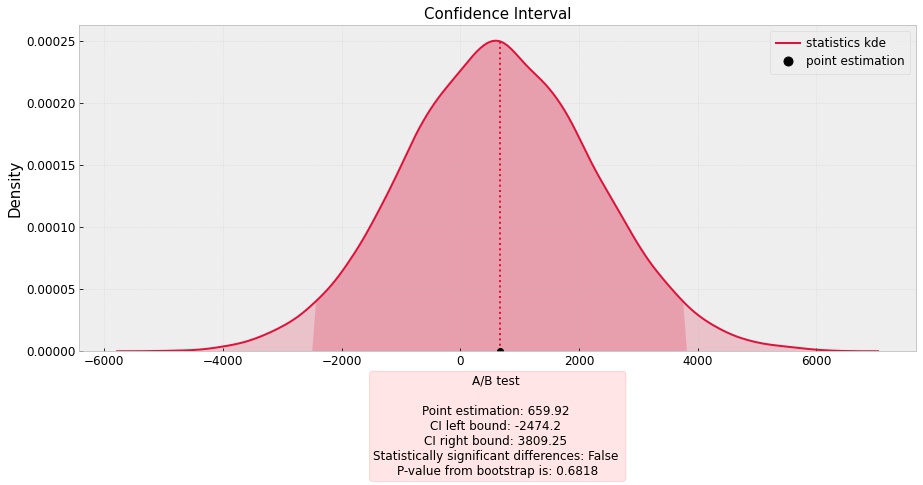 Confidence Interval
statistics kde
point estimation
Density
0.00025
0.00020
0.00015
0.00010
0.00005
0.00000
−6000 −4000 −2000 0 2000 4000 6000
A/B test
Point estimation: 659.92
CI left bound: -2474.2
CI right bound: 3809.25
Statistically significant differences: False
P-value from bootstrap is: 0.6818